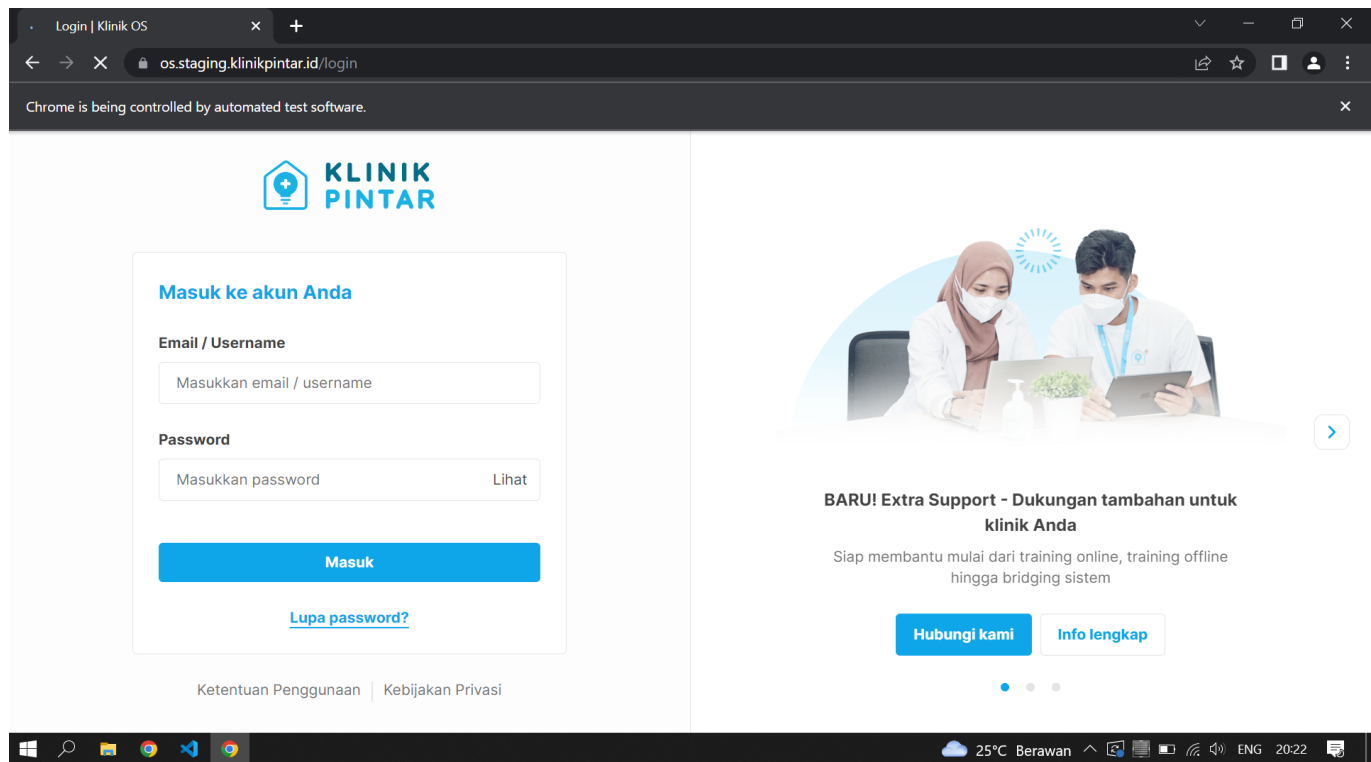 Login | Klinik OS
os.staging.klinikpintar.id/login
Chrome is being controlled by automated test software.
KLINIK
PINTAR
Masuk ke akun Anda
Email / Username
Masukkan email / username
Password
Masukkan password Lihat
Masuk
Lupa password?
Ketentuan Penggunaan | Kebijakan Privasi
BARU! Extra Support - Dukungan tambahan untuk
klinik Anda
Siap membantu mulai dari training online, training offline
hingga bridging sistem
Hubungi kami Info lengkap
25°C Berawan ENG 20:22